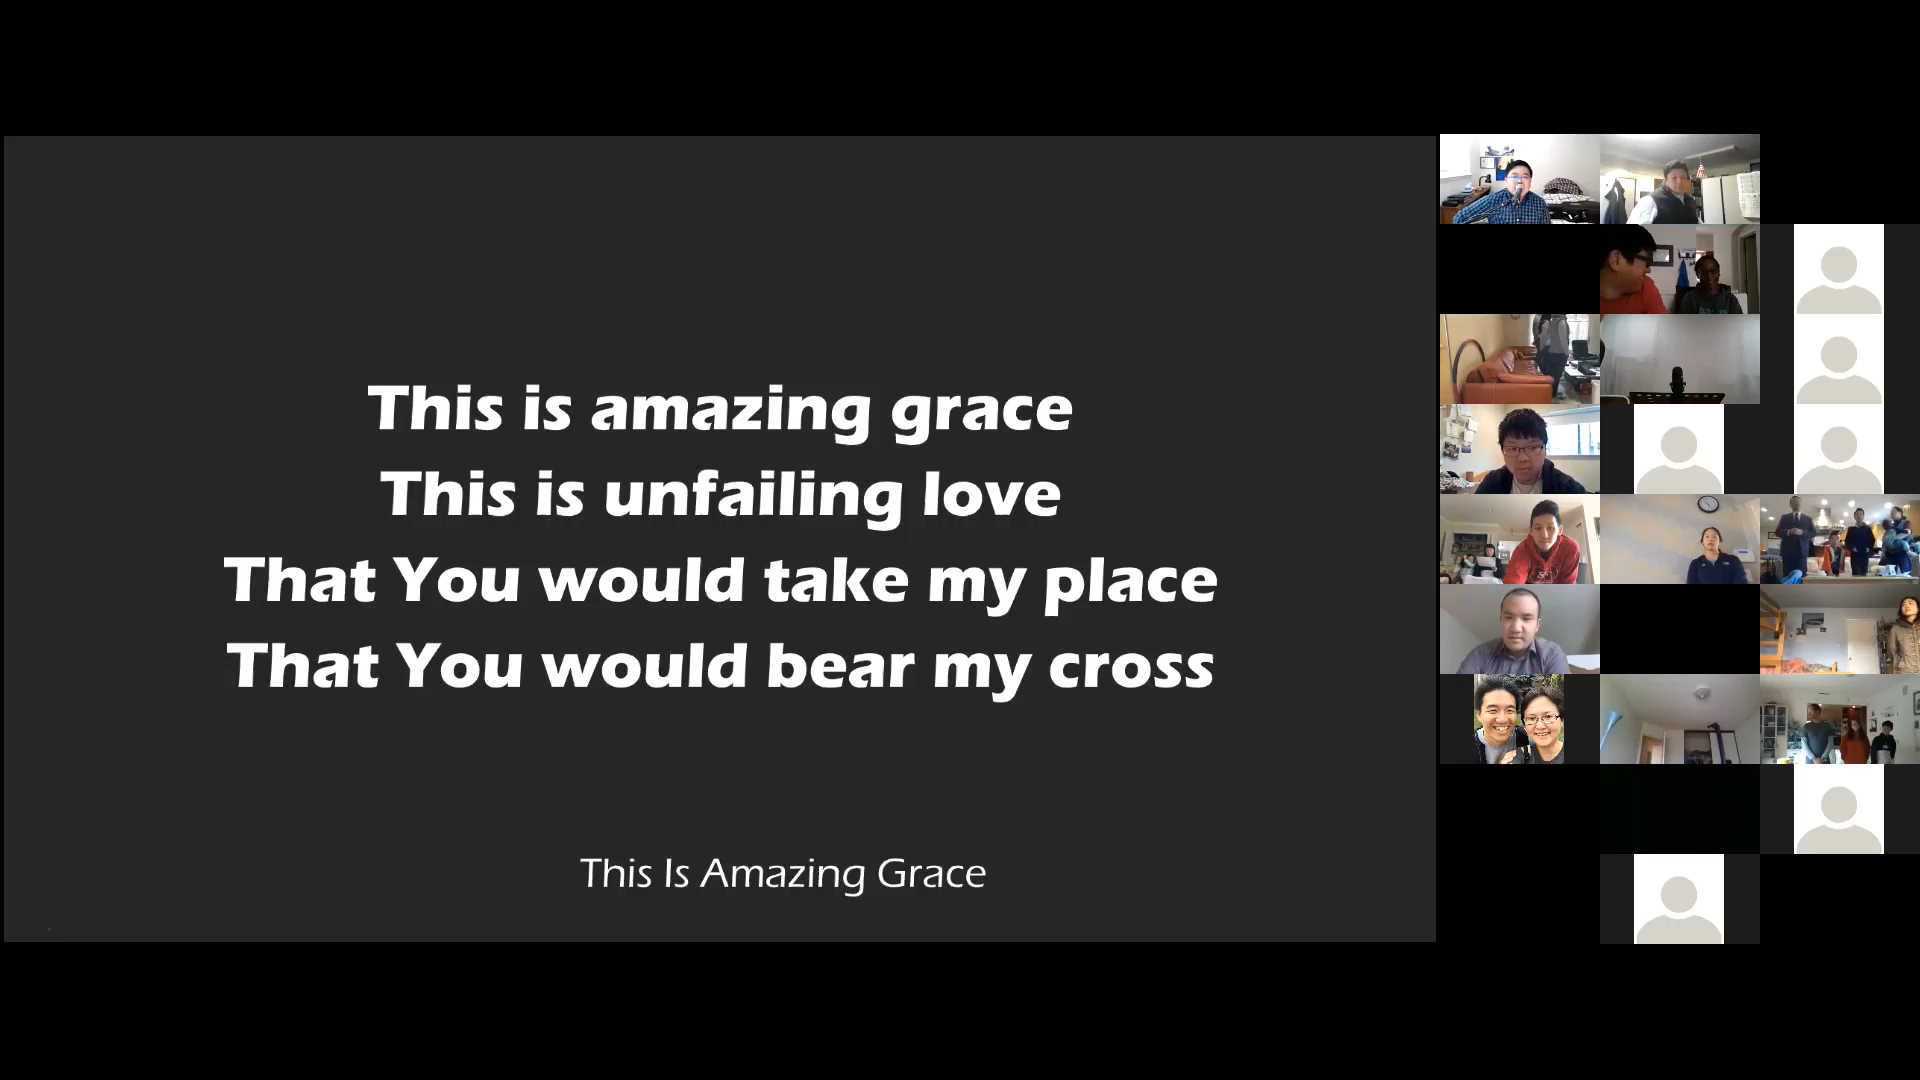 This is amazing grace
This is unfailing love
That You would take my place
That You would bear my cross
This Is Amazing Grace